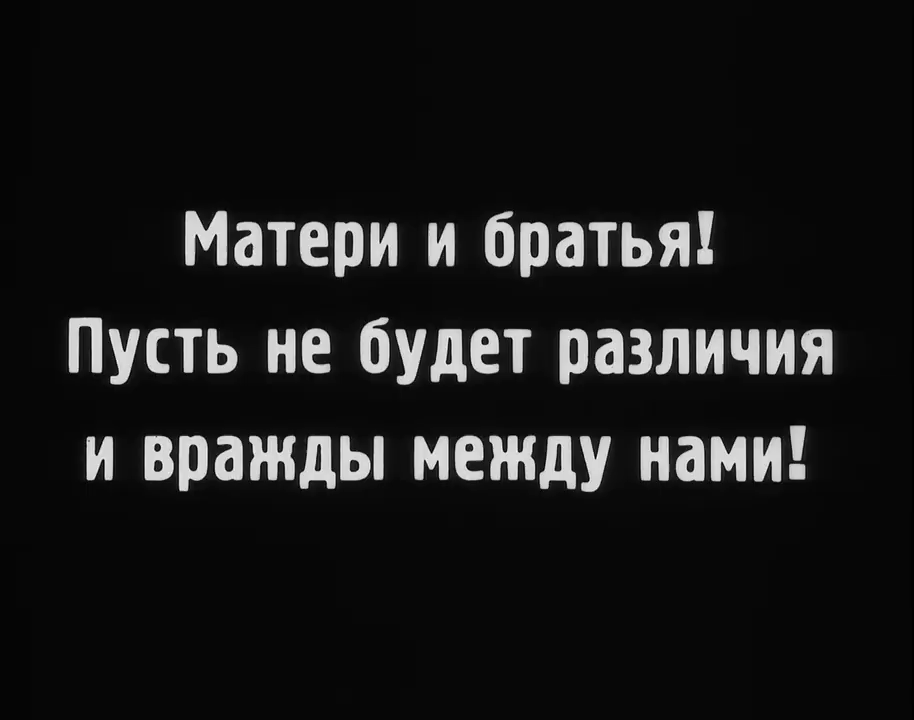 Матери и братья!
Пусть не будет различия
и вражды между нами!